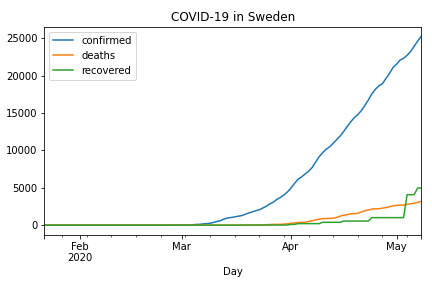 COVID-19 in Sweden
confirmed
deaths
recovered
25000
20000
15000
10000
5000
0
Feb
2020
Mar
Apr
May
Day